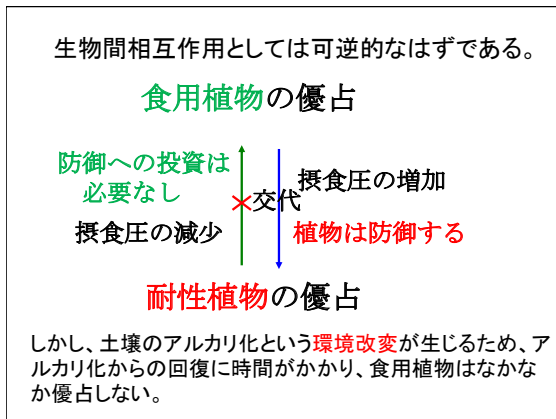 生物間相互作用としては可逆的なはずである。
食用植物の優占
防御への投資は
必要なし
摂食圧の減少
交代
摂食圧の増加
植物は防御する
耐性植物の優占
しかし、土壌のアルカリ化という環境改変が生じるため、ア
ルカリ化からの回復に時間がかかり、食用植物はなかな
か優占しない。